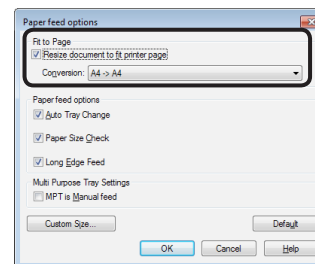 Paper feed options
Fit to Page
Resize document to fit printer page
Conversion: A4 -> A4
Paper feed options
Auto Tray Change
Paper Size Check
Long Edge Feed
Multi Purpose Tray Settings
MPT is Manual feed
Custom Size... Default
OK Cancel Help